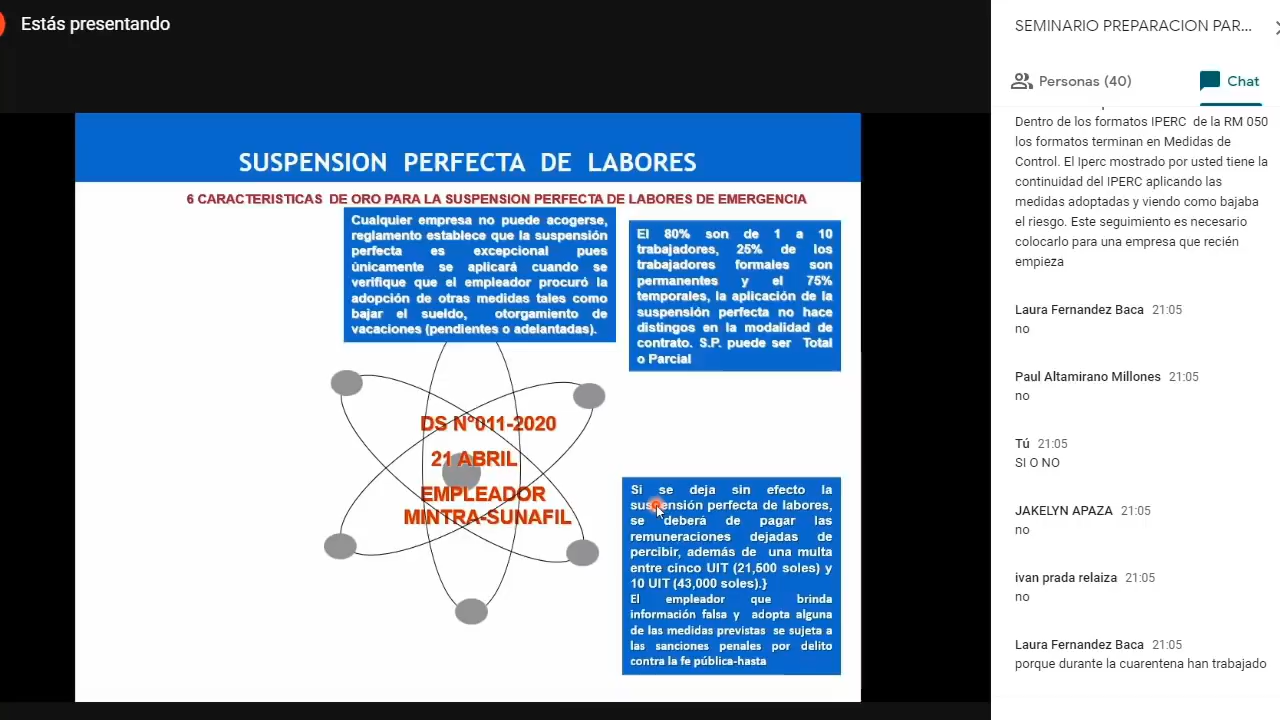 Estás presentando
SUSPENSION PERFECTA DE LABORES
6 CARACTERISTICAS DE ORO PARA LA SUSPENSION PERFECTA DE LABORES DE EMERGENCIA
Cualquier empresa no puede acogerse,
reglamento establece que la suspensión
perfecta es excepcional pues
únicamente se aplicará cuando se
verifique que el empleador procuró la
adopción de otras medidas tales como
bajar el sueldo, otorgamiento de
vacaciones (pendientes o adelantadas).
El 80% son de 1 a 10
trabajadores, 25% de los
trabajadores formales son
permanentes y el 75%
temporales, la aplicación de la
suspensión perfecta no hace
distingos en la modalidad de
contrato. S.P. puede ser Total
o Parcial
DS N°011-2020
21 ABRIL
EMPLEADOR
MINTRA-SUNAFIL
Si se deja sin efecto la
suspensión perfecta de labores,
se deberá de pagar las
remuneraciones dejadas de
percibir, además de una multa
entre cinco UIT (21,500 soles) y
10 UIT (43,000 soles).}
El empleador que brinda
información falsa y adopta alguna
de las medidas previstas se sujeta a
las sanciones penales por delito
contra la fe pública-hasta
SEMINARIO PREPARACION PAR...
Personas (40)
Chat
Dentro de los formatos IPERC de la RM 050
los formatos terminan en Medidas de
Control. El Iperc mostrado por usted tiene la
continuidad del IPERC aplicando las
medidas adoptadas y viendo como bajaba
el riesgo. Este seguimiento es necesario
colocarlo para una empresa que recién
empieza
Laura Fernandez Baca 21:05
no
Paul Altamirano Millones 21:05
no
Tú 21:05
SI O NO
JAKELYN APAZA 21:05
no
ivan prada relaiza 21:05
no
Laura Fernandez Baca 21:05
porque durante la cuarentena han trabajado